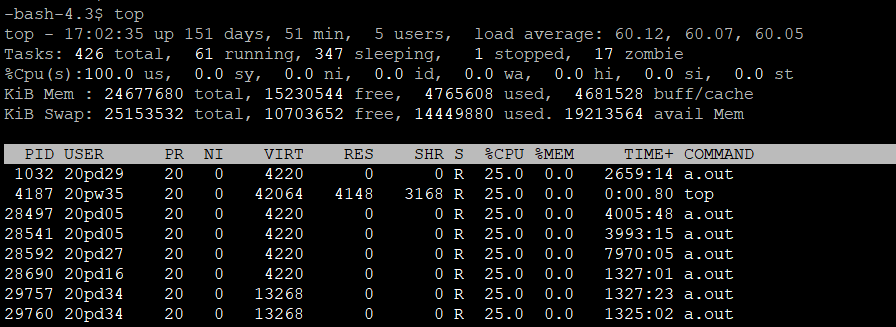 -bash-4.3$ top
top - 17:02:35 up 151 days, 51 min,  5 users,  load average: 60.12, 60.07, 60.05
Tasks: 426 total,  61 running, 347 sleeping,   1 stopped,  17 zombie
%Cpu(s):100.0 us,  0.0 sy,  0.0 ni,  0.0 id,  0.0 wa,  0.0 hi,  0.0 si,  0.0 st
KiB Mem : 24677680 total, 15230544 free,  4765608 used,  4681528 buff/cache
KiB Swap: 25153532 total, 10703652 free, 14449880 used. 19213564 avail Mem
  PID USER      PR  NI    VIRT    RES    SHR S  %CPU %MEM     TIME+ COMMAND
 1032 20pd29    20   0    4220      0      0 R  25.0  0.0   2659:14 a.out
 4187 20pw35    20   0   42064   4148   3168 R  25.0  0.0   0:00.80 top
28497 20pd05    20   0    4220      0      0 R  25.0  0.0   4005:48 a.out
28541 20pd05    20   0    4220      0      0 R  25.0  0.0   3993:15 a.out
28592 20pd27    20   0    4220      0      0 R  25.0  0.0   7970:05 a.out
28690 20pd16    20   0    4220      0      0 R  25.0  0.0   1327:01 a.out
29757 20pd34    20   0   13268      0      0 R  25.0  0.0   1327:23 a.out
29760 20pd34    20   0   13268      0      0 R  25.0  0.0   1325:02 a.out